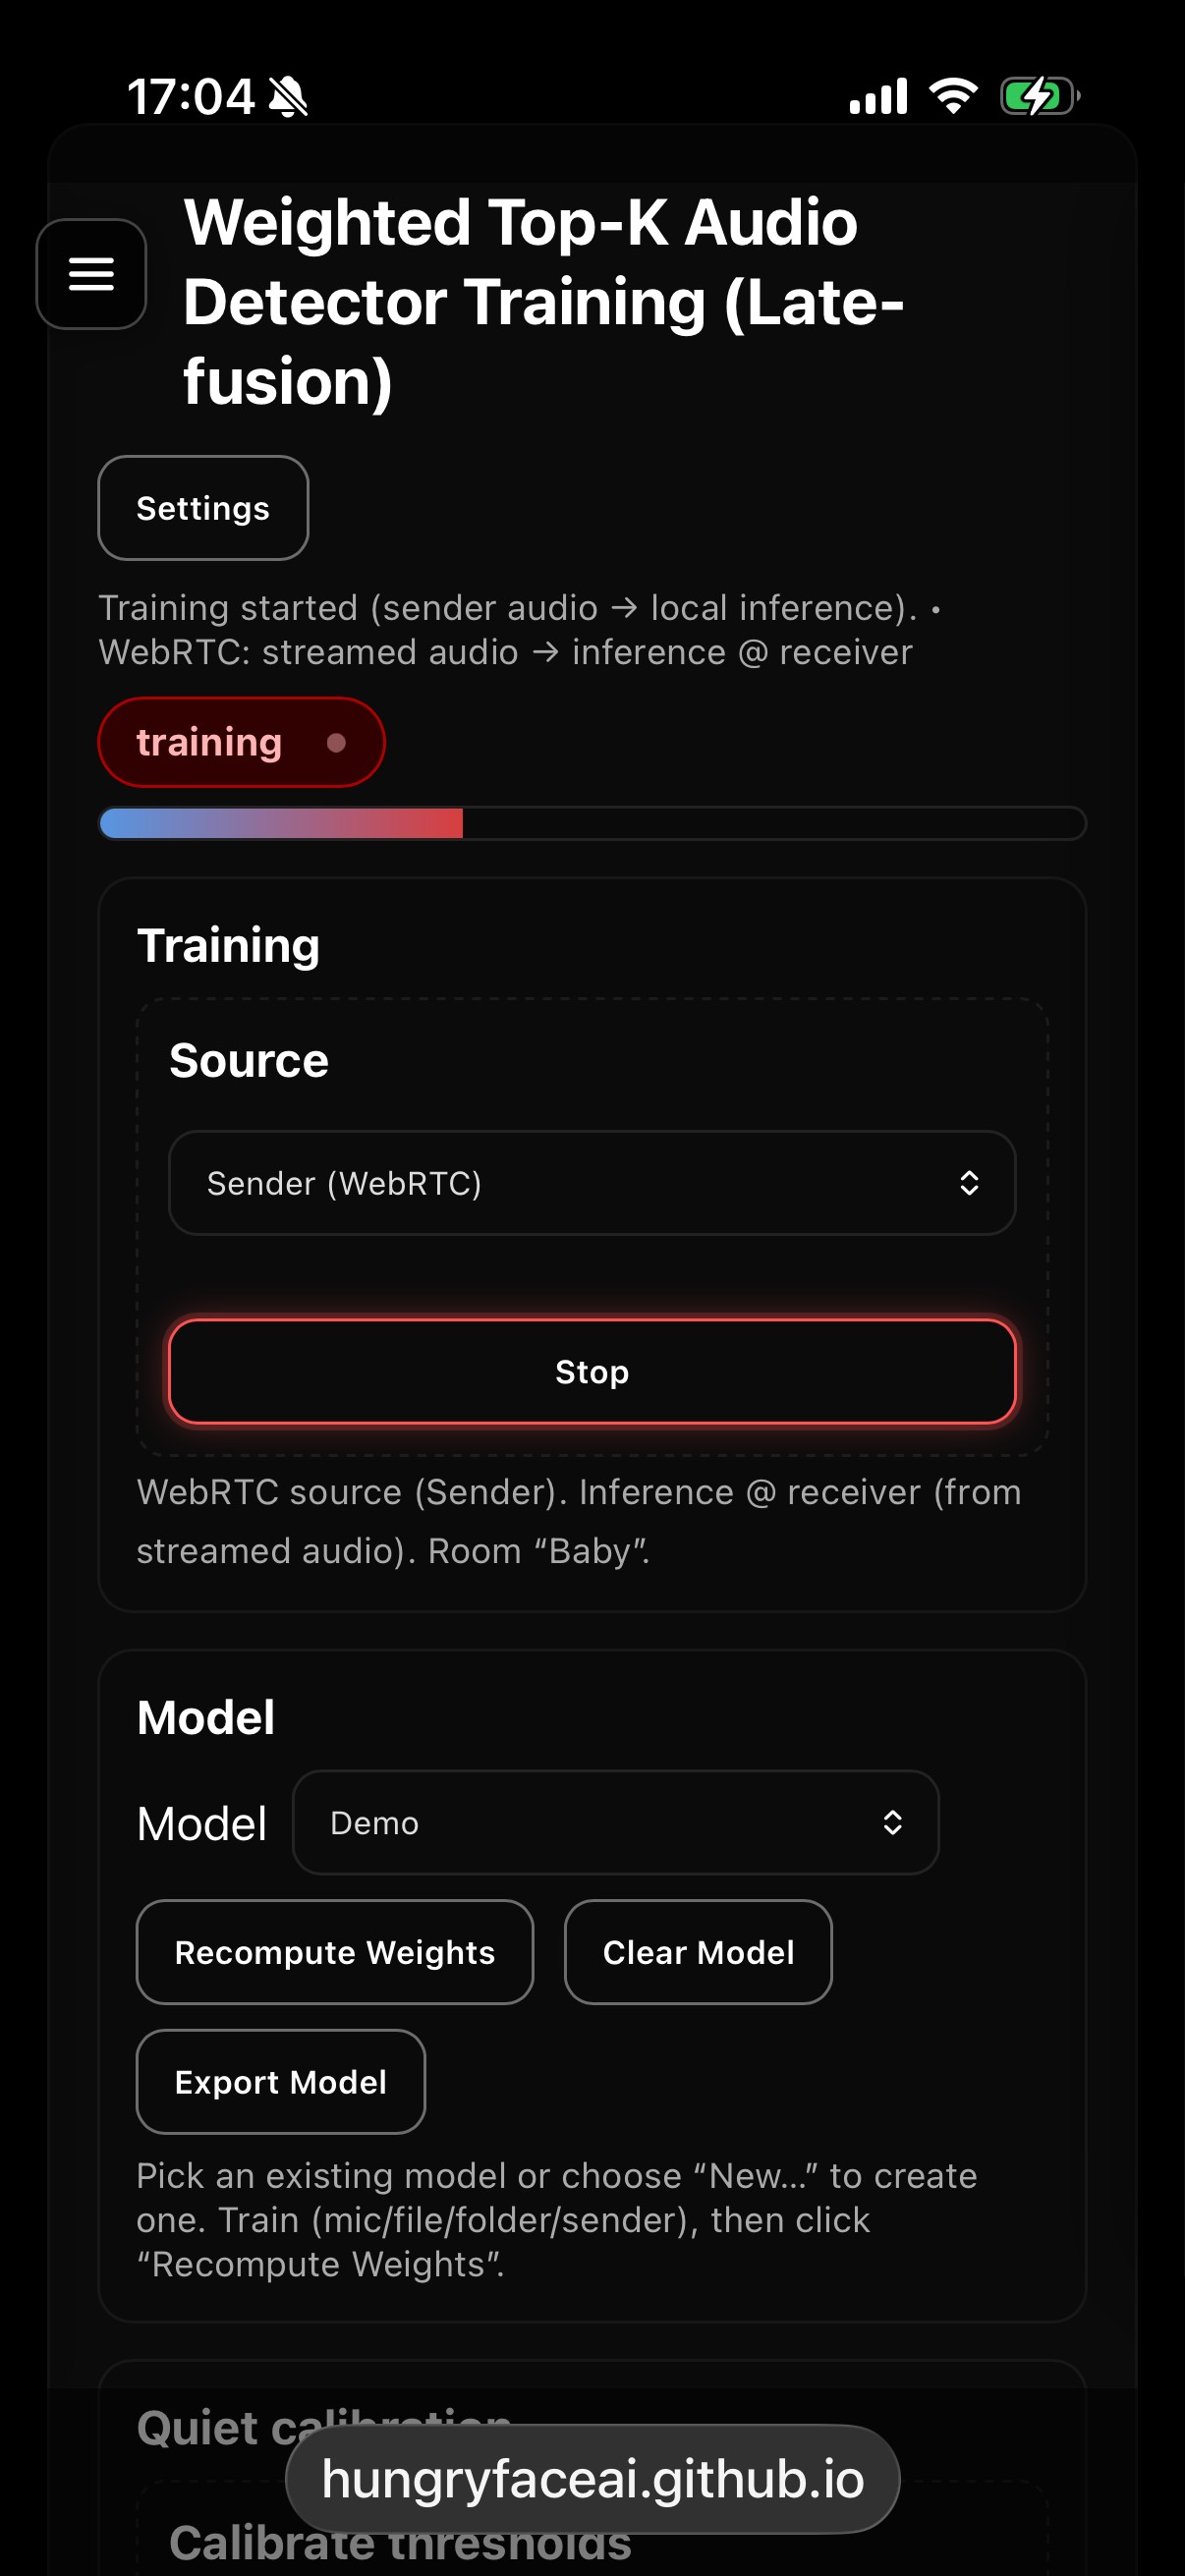 17:04
Weighted Top-K Audio
Detector Training (Late-
fusion)
Settings
Training started (sender audio → local inference). •
WebRTC: streamed audio → inference @ receiver
training
Training
Source
Sender (WebRTC)
Stop
WebRTC source (Sender). Inference @ receiver (from
streamed audio). Room “Baby”.
Model
Model
Demo
Recompute Weights
Clear Model
Export Model
Pick an existing model or choose “New…” to create
one. Train (mic/file/folder/sender), then click
“Recompute Weights”.
Quiet calibration
hungryfaceai.github.io
Calibrate thresholds